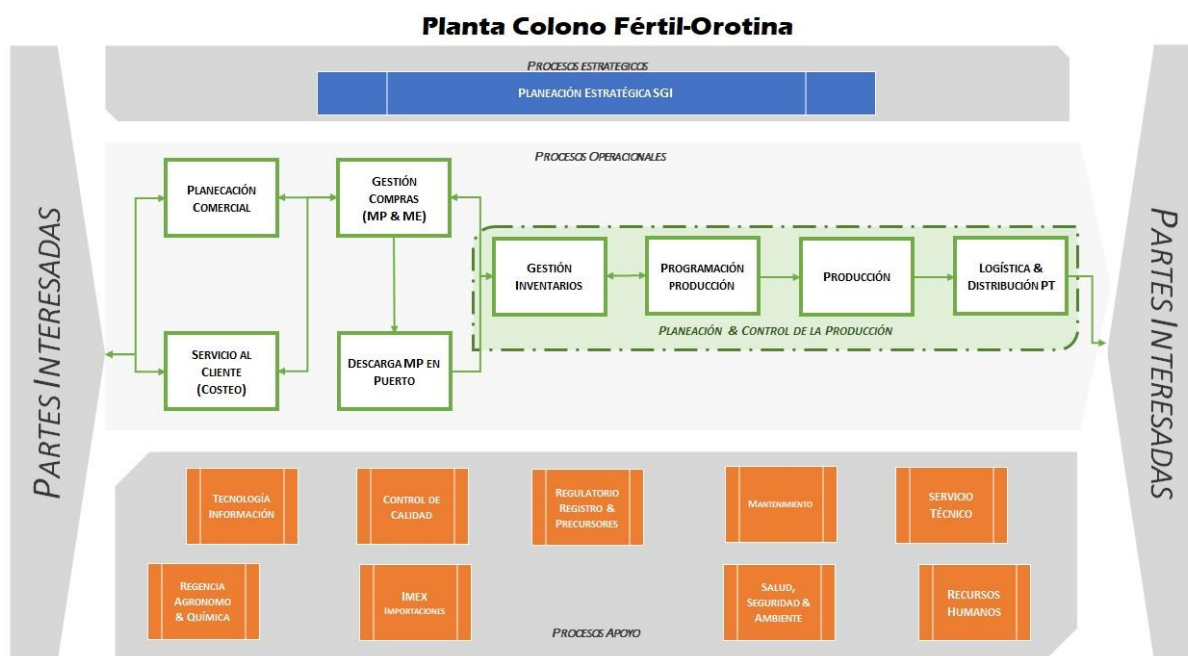 Planta Colono Fértil-Orotina
PROCESOS ESTRATEGICOS
PLANEACIÓN ESTRATÉGICA SGI
PARTES INTERESADAS
PROCESOS OPERACIONALES
PLANECACIÓN
COMERCIAL
GESTIÓN
COMPRAS
(MP & ME)
GESTIÓN
INVENTARIOS
PROGRAMACIÓN
PRODUCCIÓN
PRODUCCIÓN
LOGÍSTICA &
DISTRIBUCIÓN PT
PLANEACIÓN & CONTROL DE LA PRODUCCIÓN
SERVICIO AL
CLIENTE
(COSTEO)
DESCARGA MP EN
PUERTO
PARTES INTERESADAS
TECNOLOGÍA
INFORMACIÓN
CONTROL DE
CALIDAD
REGULATORIO
REGISTRO &
PRECURSORES
MANTENIMIENTO
SERVICIO
TÉCNICO
REGENCIA
AGRONOMO
& QUÍMICA
IMEX
IMPORTACIONES
SALUD,
SEGURIDAD &
AMBIENTE
RECURSOS
HUMANOS
PROCESOS APOYO